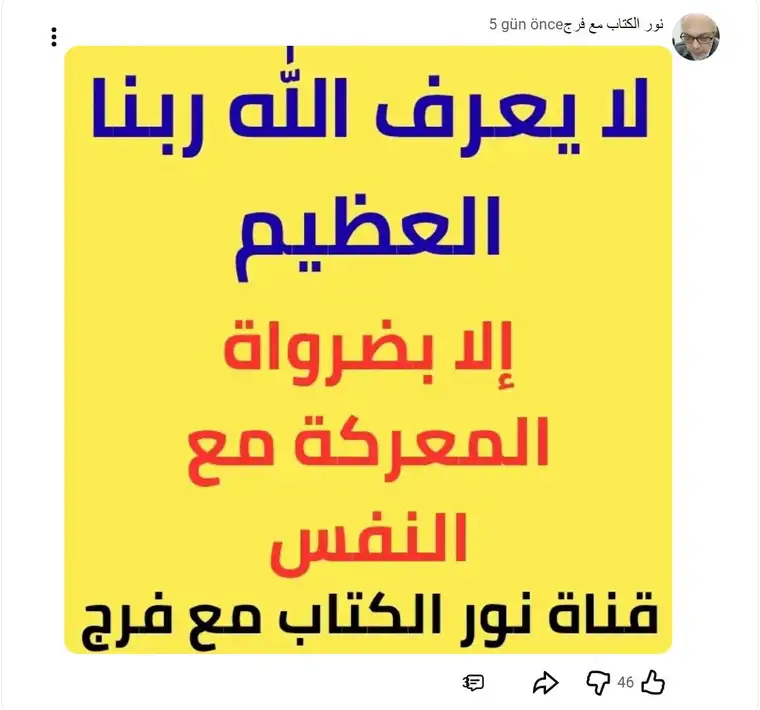 نور الكتاب مع فرج 5 gün önce
لا يعرف الله ربنا
العظيم
إلا بضرواة
المعركة مع
النفس
قناة نور الكتاب مع فرج
46
3